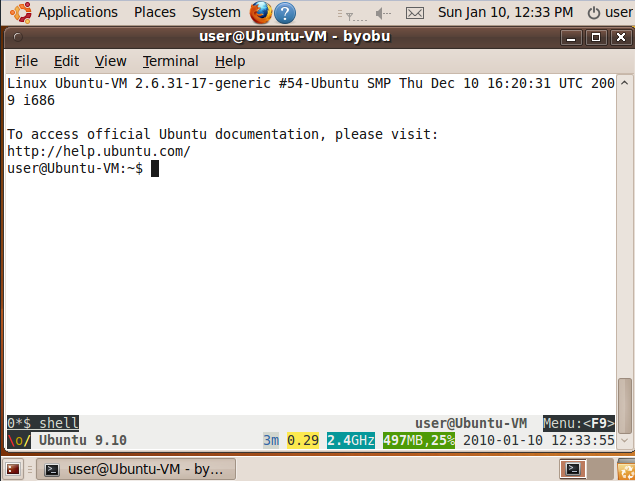 Applications Places System ? Sun Jan 10, 12:33 PM user
user@Ubuntu-VM - byobu
File Edit View Terminal Help
Linux Ubuntu-VM 2.6.31-17-generic #54-Ubuntu SMP Thu Dec 10 16:20:31 UTC 200
9 i686
To access official Ubuntu documentation, please visit:
http://help.ubuntu.com/
user@Ubuntu-VM:~$
0*$ shell user@Ubuntu-VM Menu:<F9>
\o/ Ubuntu 9.10 3m 0.29 2.4GHz 497MB,25% 2010-01-10 12:33:55
user@Ubuntu-VM - by...